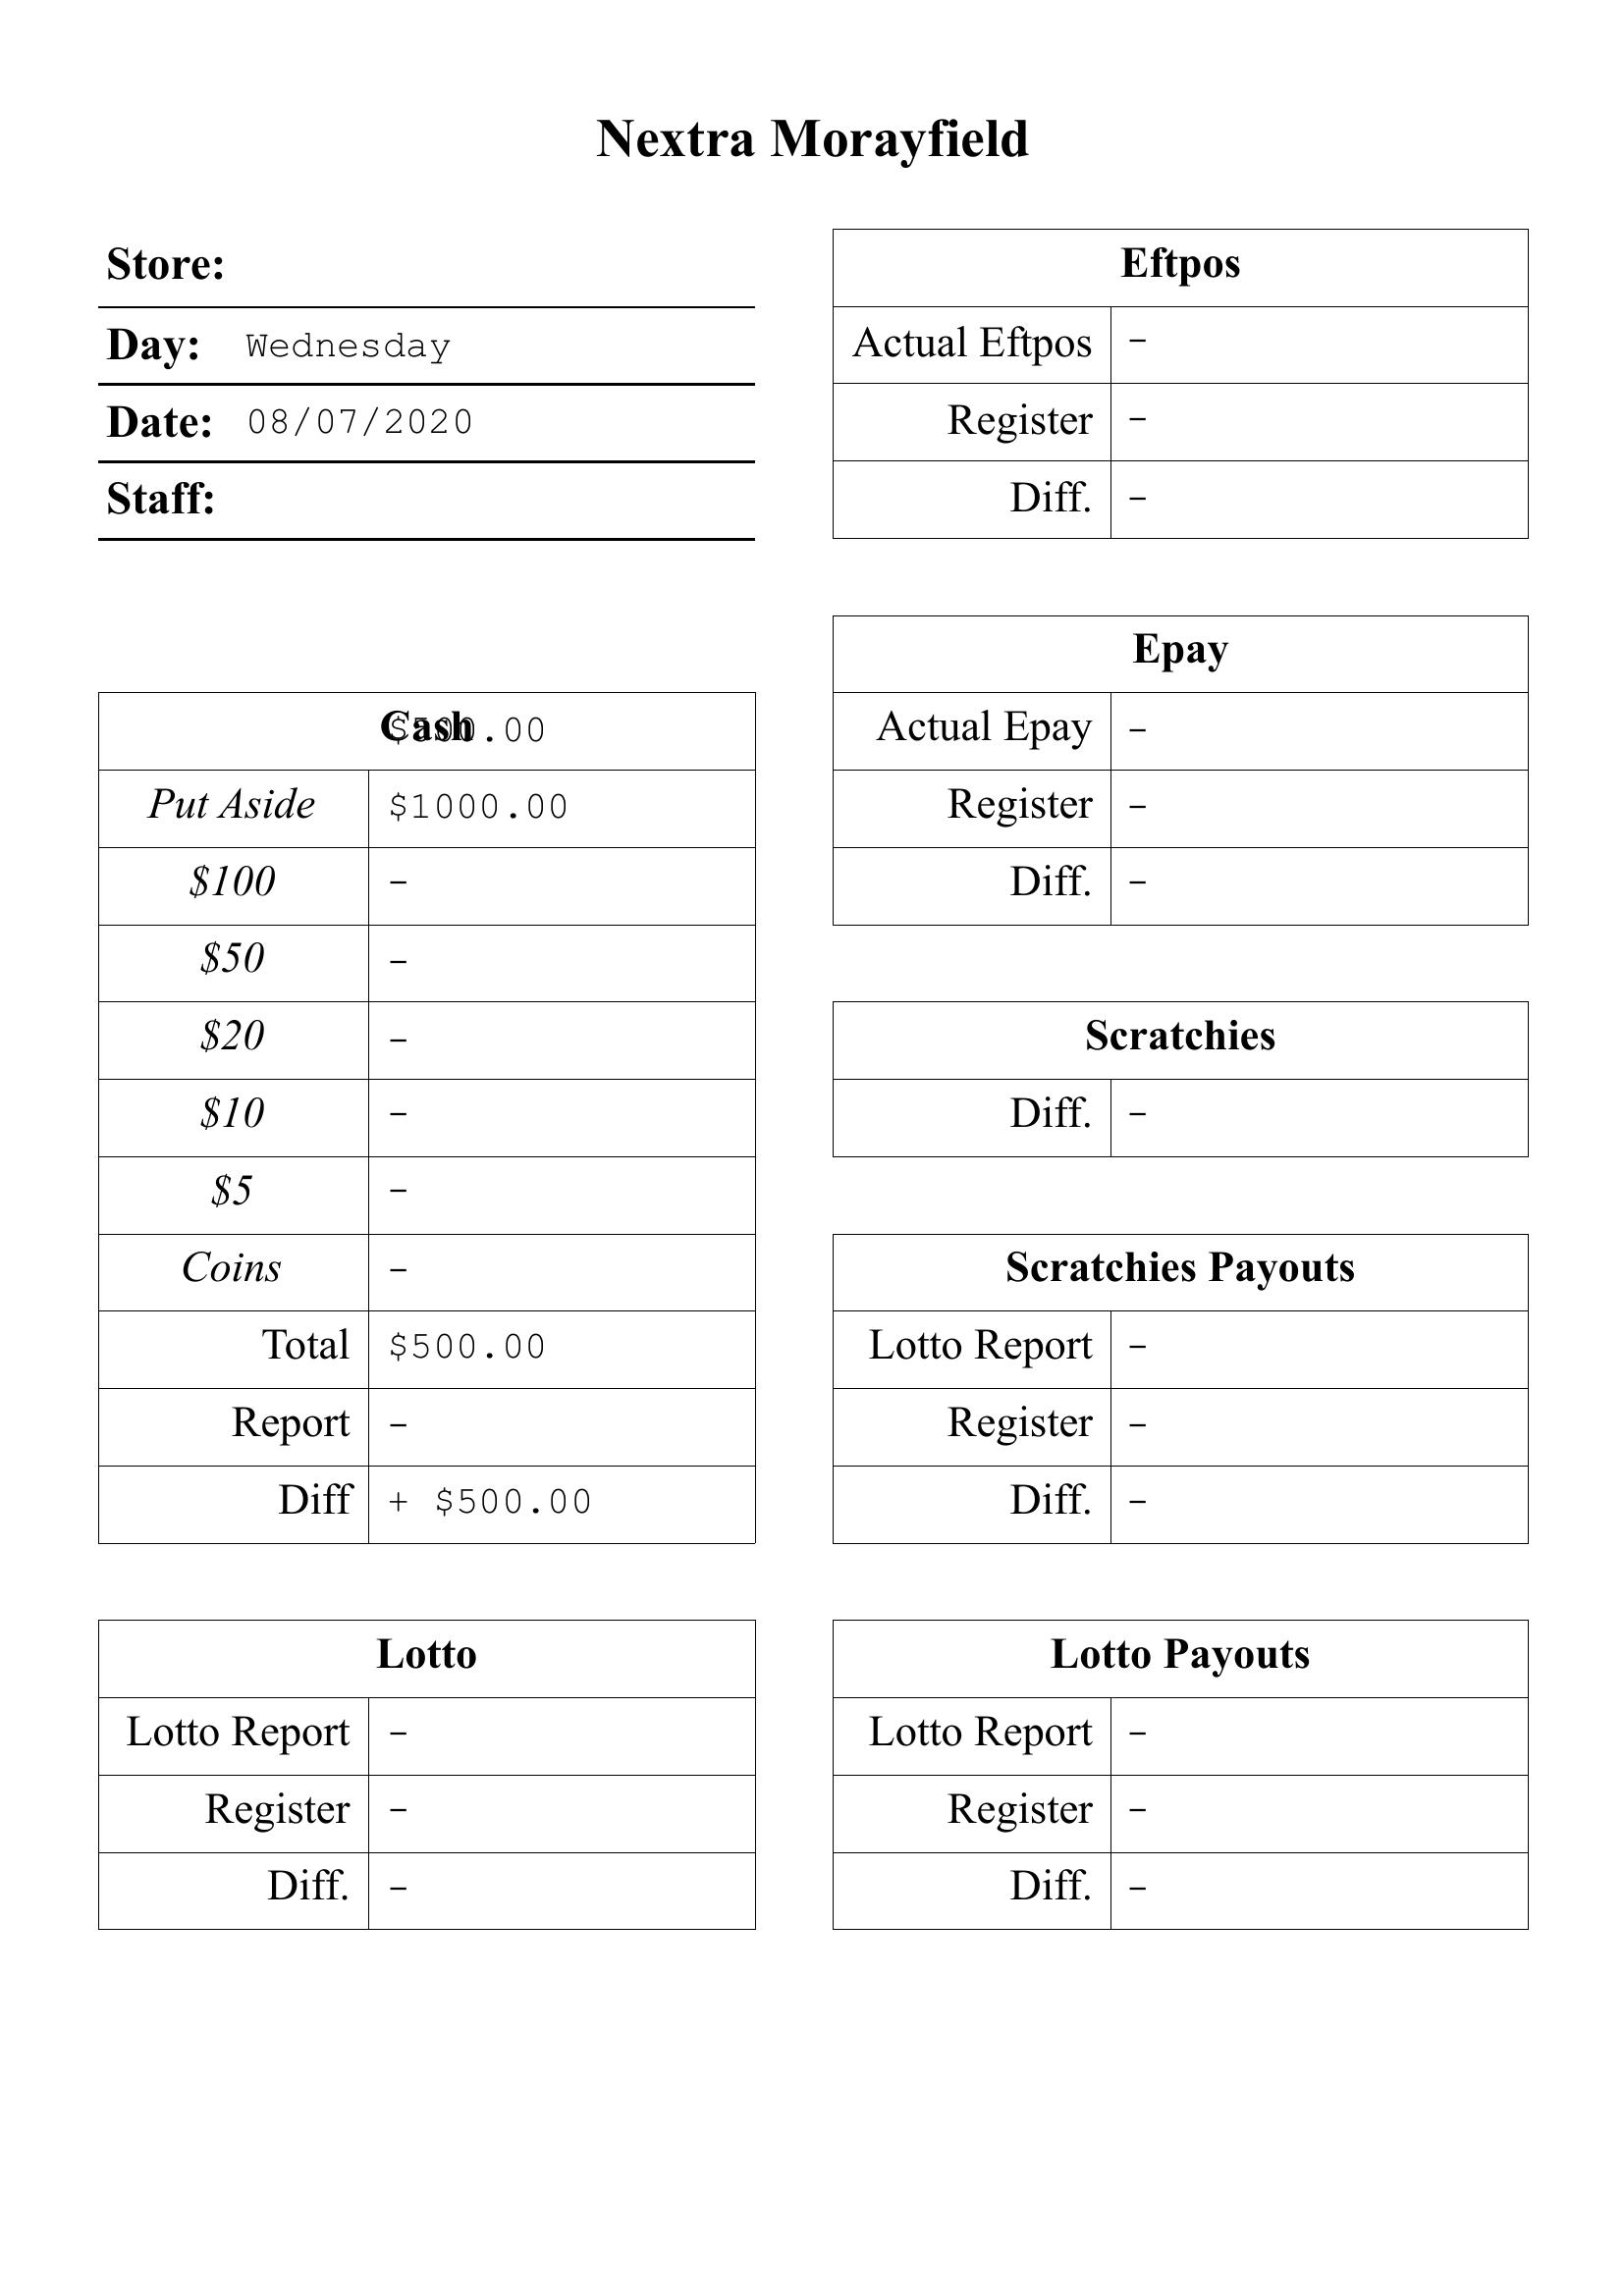 Nextra Morayfield
Store:
Day: Wednesday
Date: 08/07/2020
Staff:
Cash $500.00
Put Aside $1000.00
$100 -
$50 -
$20 -
$10 -
$5 -
Coins -
Total $500.00
Report -
Diff + $500.00
Lotto
Lotto Report -
Register -
Diff. -
Eftpos
Actual Eftpos -
Register -
Diff. -
Epay
Actual Epay -
Register -
Diff. -
Scratchies
Diff. -
Scratchies Payouts
Lotto Report -
Register -
Diff. -
Lotto Payouts
Lotto Report -
Register -
Diff. -